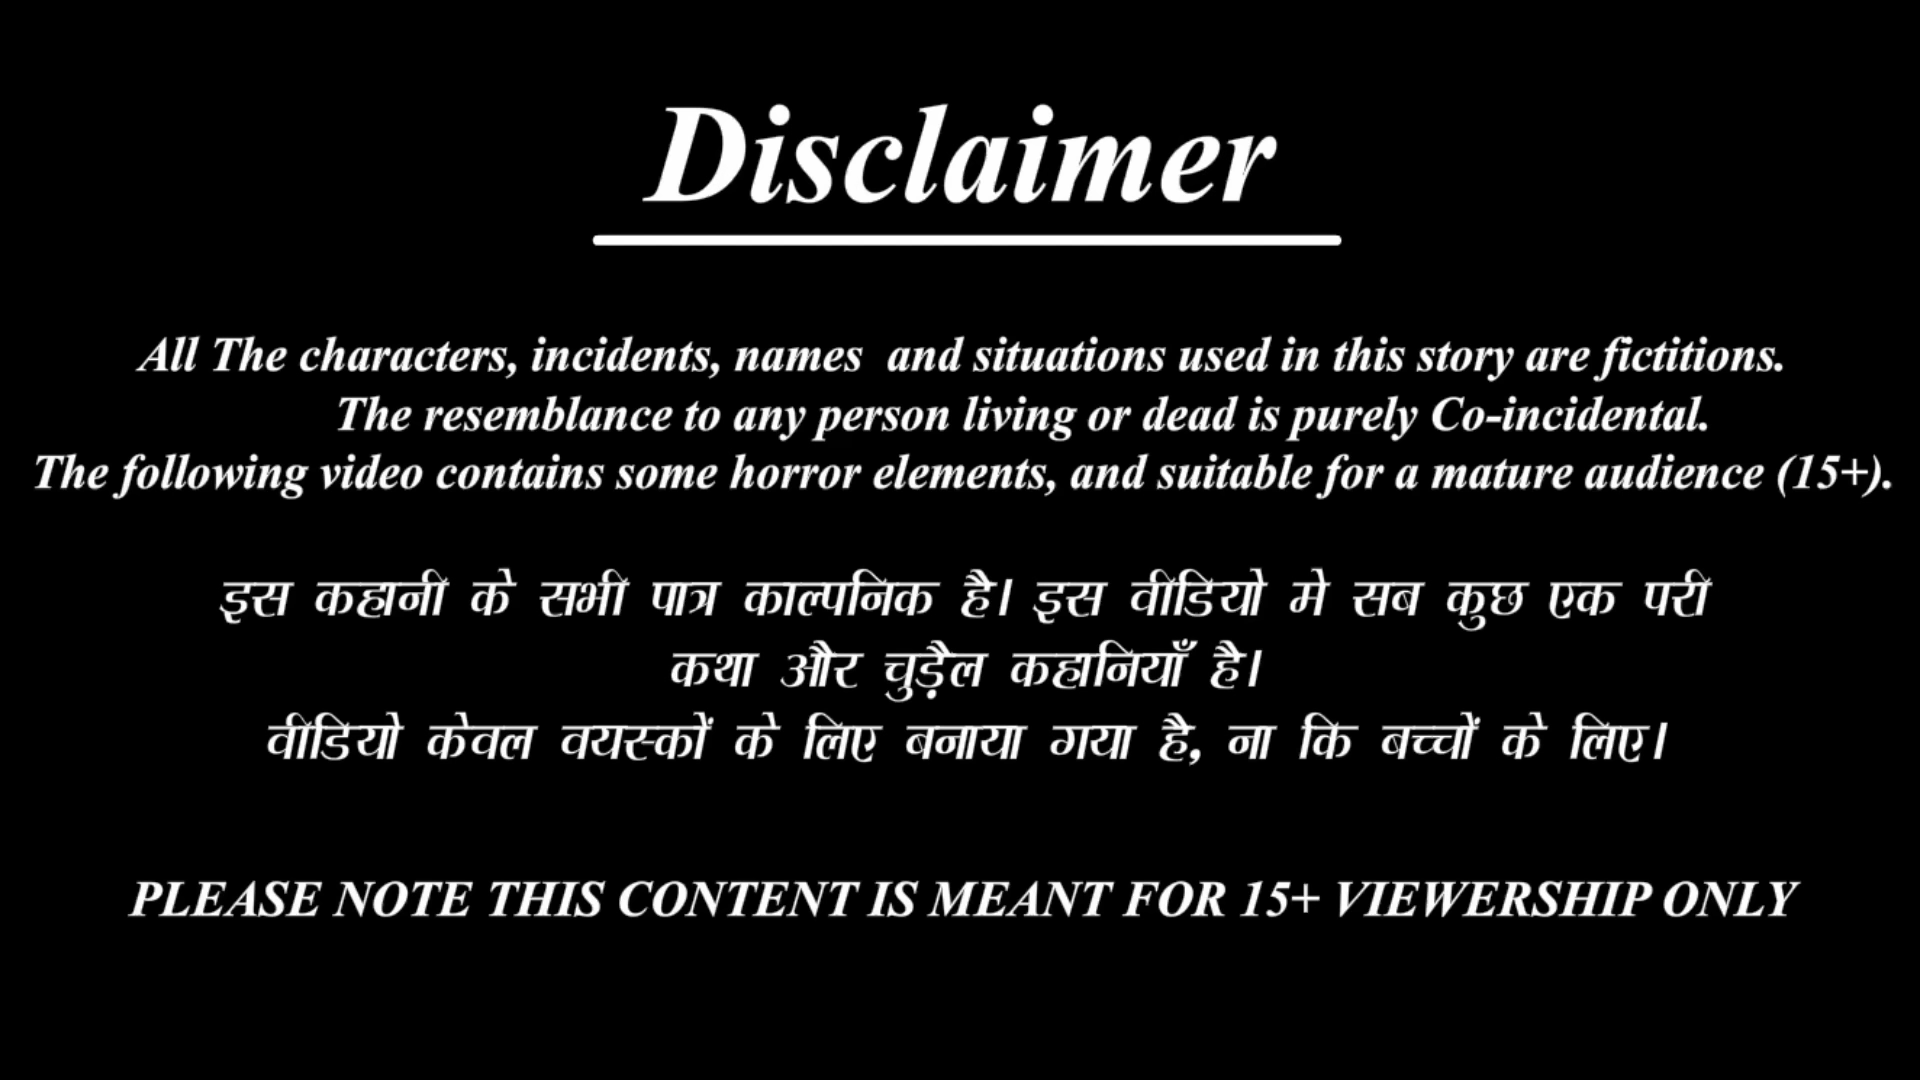 Disclaimer
All The characters, incidents, names and situations used in this story are fictitions.
The resemblance to any person living or dead is purely Co-incidental.
The following video contains some horror elements, and suitable for a mature audience (15+).
इस कहानी के सभी पात्र काल्पनिक है। इस वीडियो मे सब कुछ एक परी
कथा और चुड़ैल कहानियाँ है।
वीडियो केवल वयस्कों के लिए बनाया गया है, ना कि बच्चों के लिए।
PLEASE NOTE THIS CONTENT IS MEANT FOR 15+ VIEWERSHIP ONLY